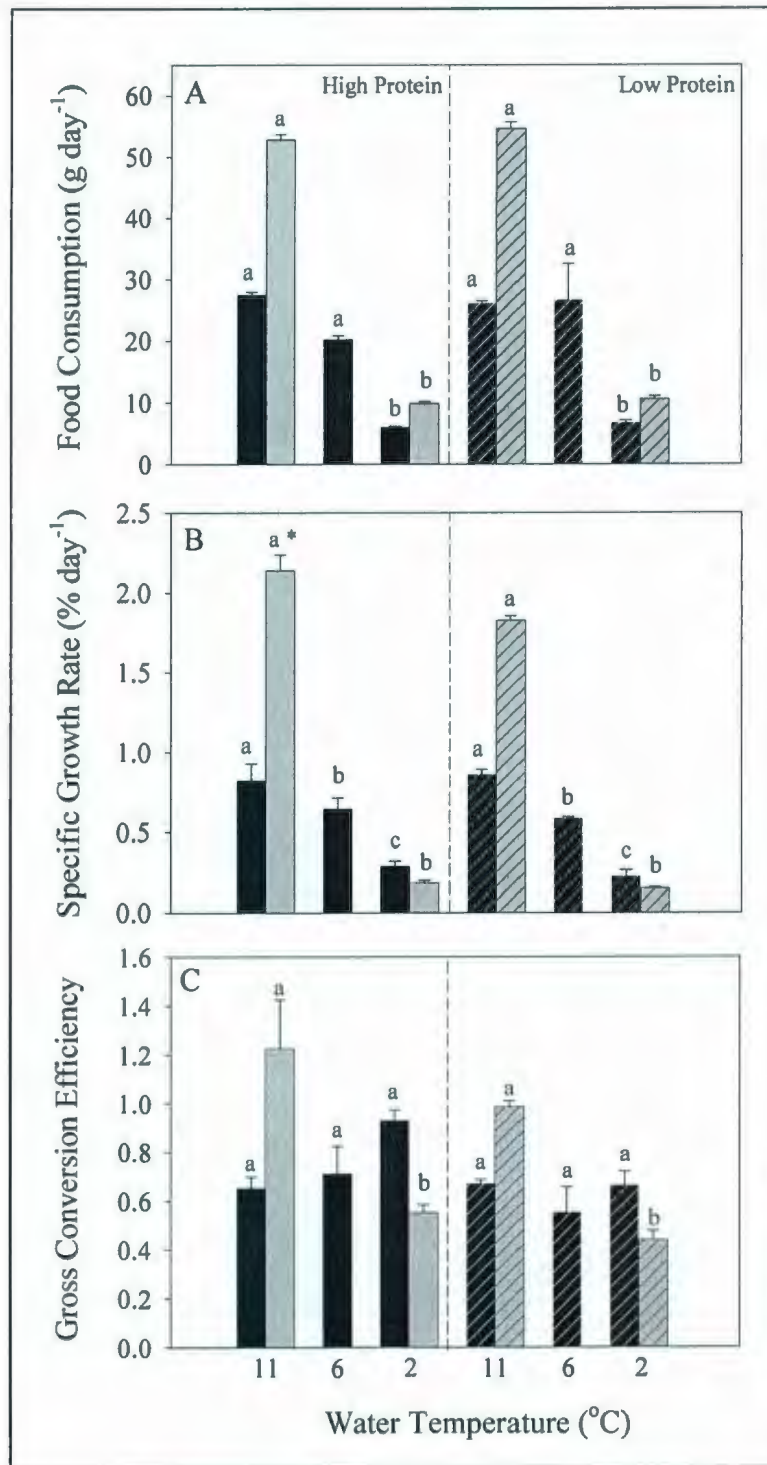 A
High Protein
Low Protein
Food Consumption (g day⁻¹)
60
50
40
30
20
10
0
a
a
a
b
b
a
a
a
b
b
B
Specific Growth Rate (% day⁻¹)
2.5
2.0
1.5
1.0
0.5
0.0
a
a *
b
c
b
a
a
b
c
b
C
Gross Conversion Efficiency
1.6
1.4
1.2
1.0
0.8
0.6
0.4
0.2
0.0
a
a
a
a
b
a
a
a
a
b
11 6 2 11 6 2
Water Temperature (°C)